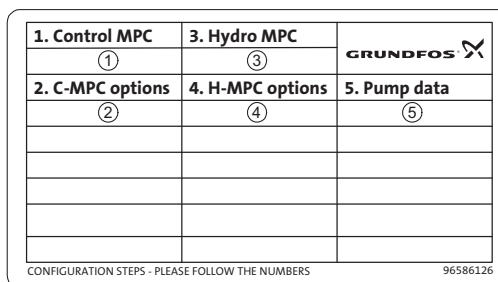 1. Control MPC 3. Hydro MPC GRUNDFOS
① ③
2. C-MPC options 4. H-MPC options 5. Pump data
② ④ ⑤
CONFIGURATION STEPS - PLEASE FOLLOW THE NUMBERS 96586126